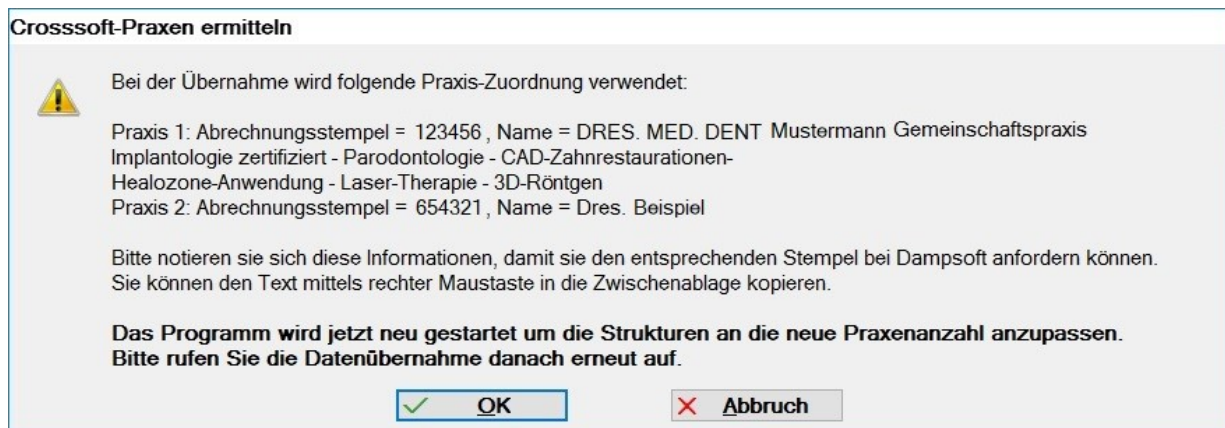 Crosssoft-Praxen ermitteln
Bei der Übernahme wird folgende Praxis-Zuordnung verwendet:
Praxis 1: Abrechnungsstempel = 123456 , Name = DRES. MED. DENT Mustermann Gemeinschaftspraxis
Implantologie zertifiziert - Parodontologie - CAD-Zahnrestaurationen-
Healozone-Anwendung - Laser-Therapie - 3D-Röntgen
Praxis 2: Abrechnungsstempel = 654321 , Name = Dres. Beispiel
Bitte notieren sie sich diese Informationen, damit sie den entsprechenden Stempel bei Dampsoft anfordern können.
Sie können den Text mittels rechter Maustaste in die Zwischenablage kopieren.
Das Programm wird jetzt neu gestartet um die Strukturen an die neue Praxenanzahl anzupassen.
Bitte rufen Sie die Datenübernahme danach erneut auf.
OK Abbruch